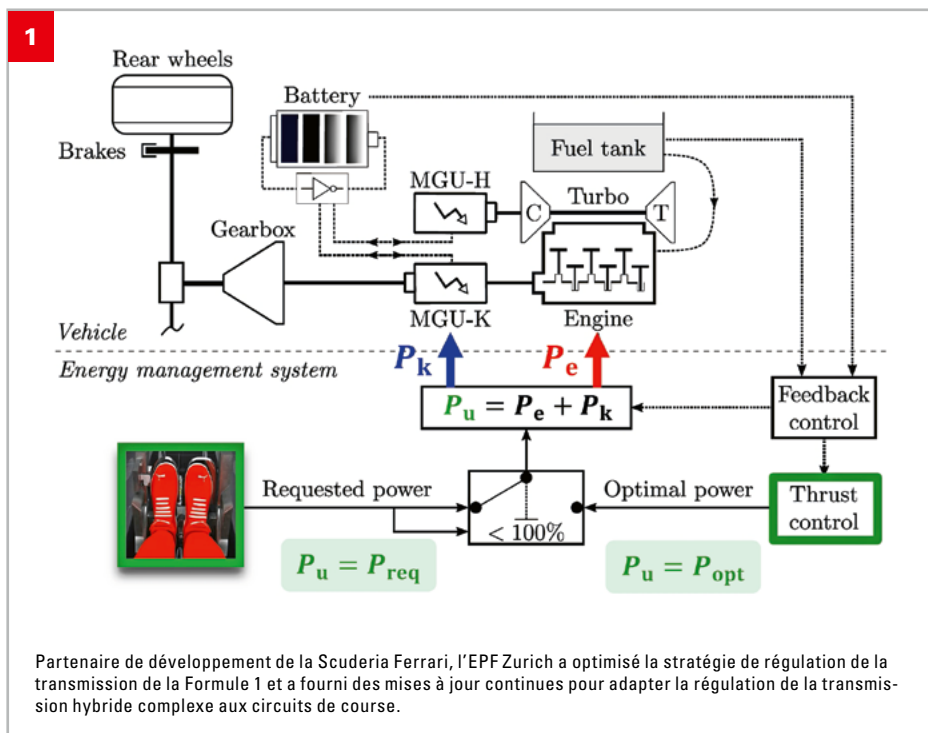 1
Rear wheels
Battery
Brakes
Fuel tank
MGU-H
Turbo
C
T
Gearbox
MGU-K
Engine
Vehicle
Energy management system
Pk
Pe
Pu = Pe + Pk
Feedback
control
Requested power
Optimal power
Thrust
control
< 100%
Pu = Preq
Pu = Popt
Partenaire de développement de la Scuderia Ferrari, l'EPF Zurich a optimisé la stratégie de régulation de la
transmission de la Formule 1 et a fourni des mises à jour continues pour adapter la régulation de la transmis-
sion hybride complexe aux circuits de course.